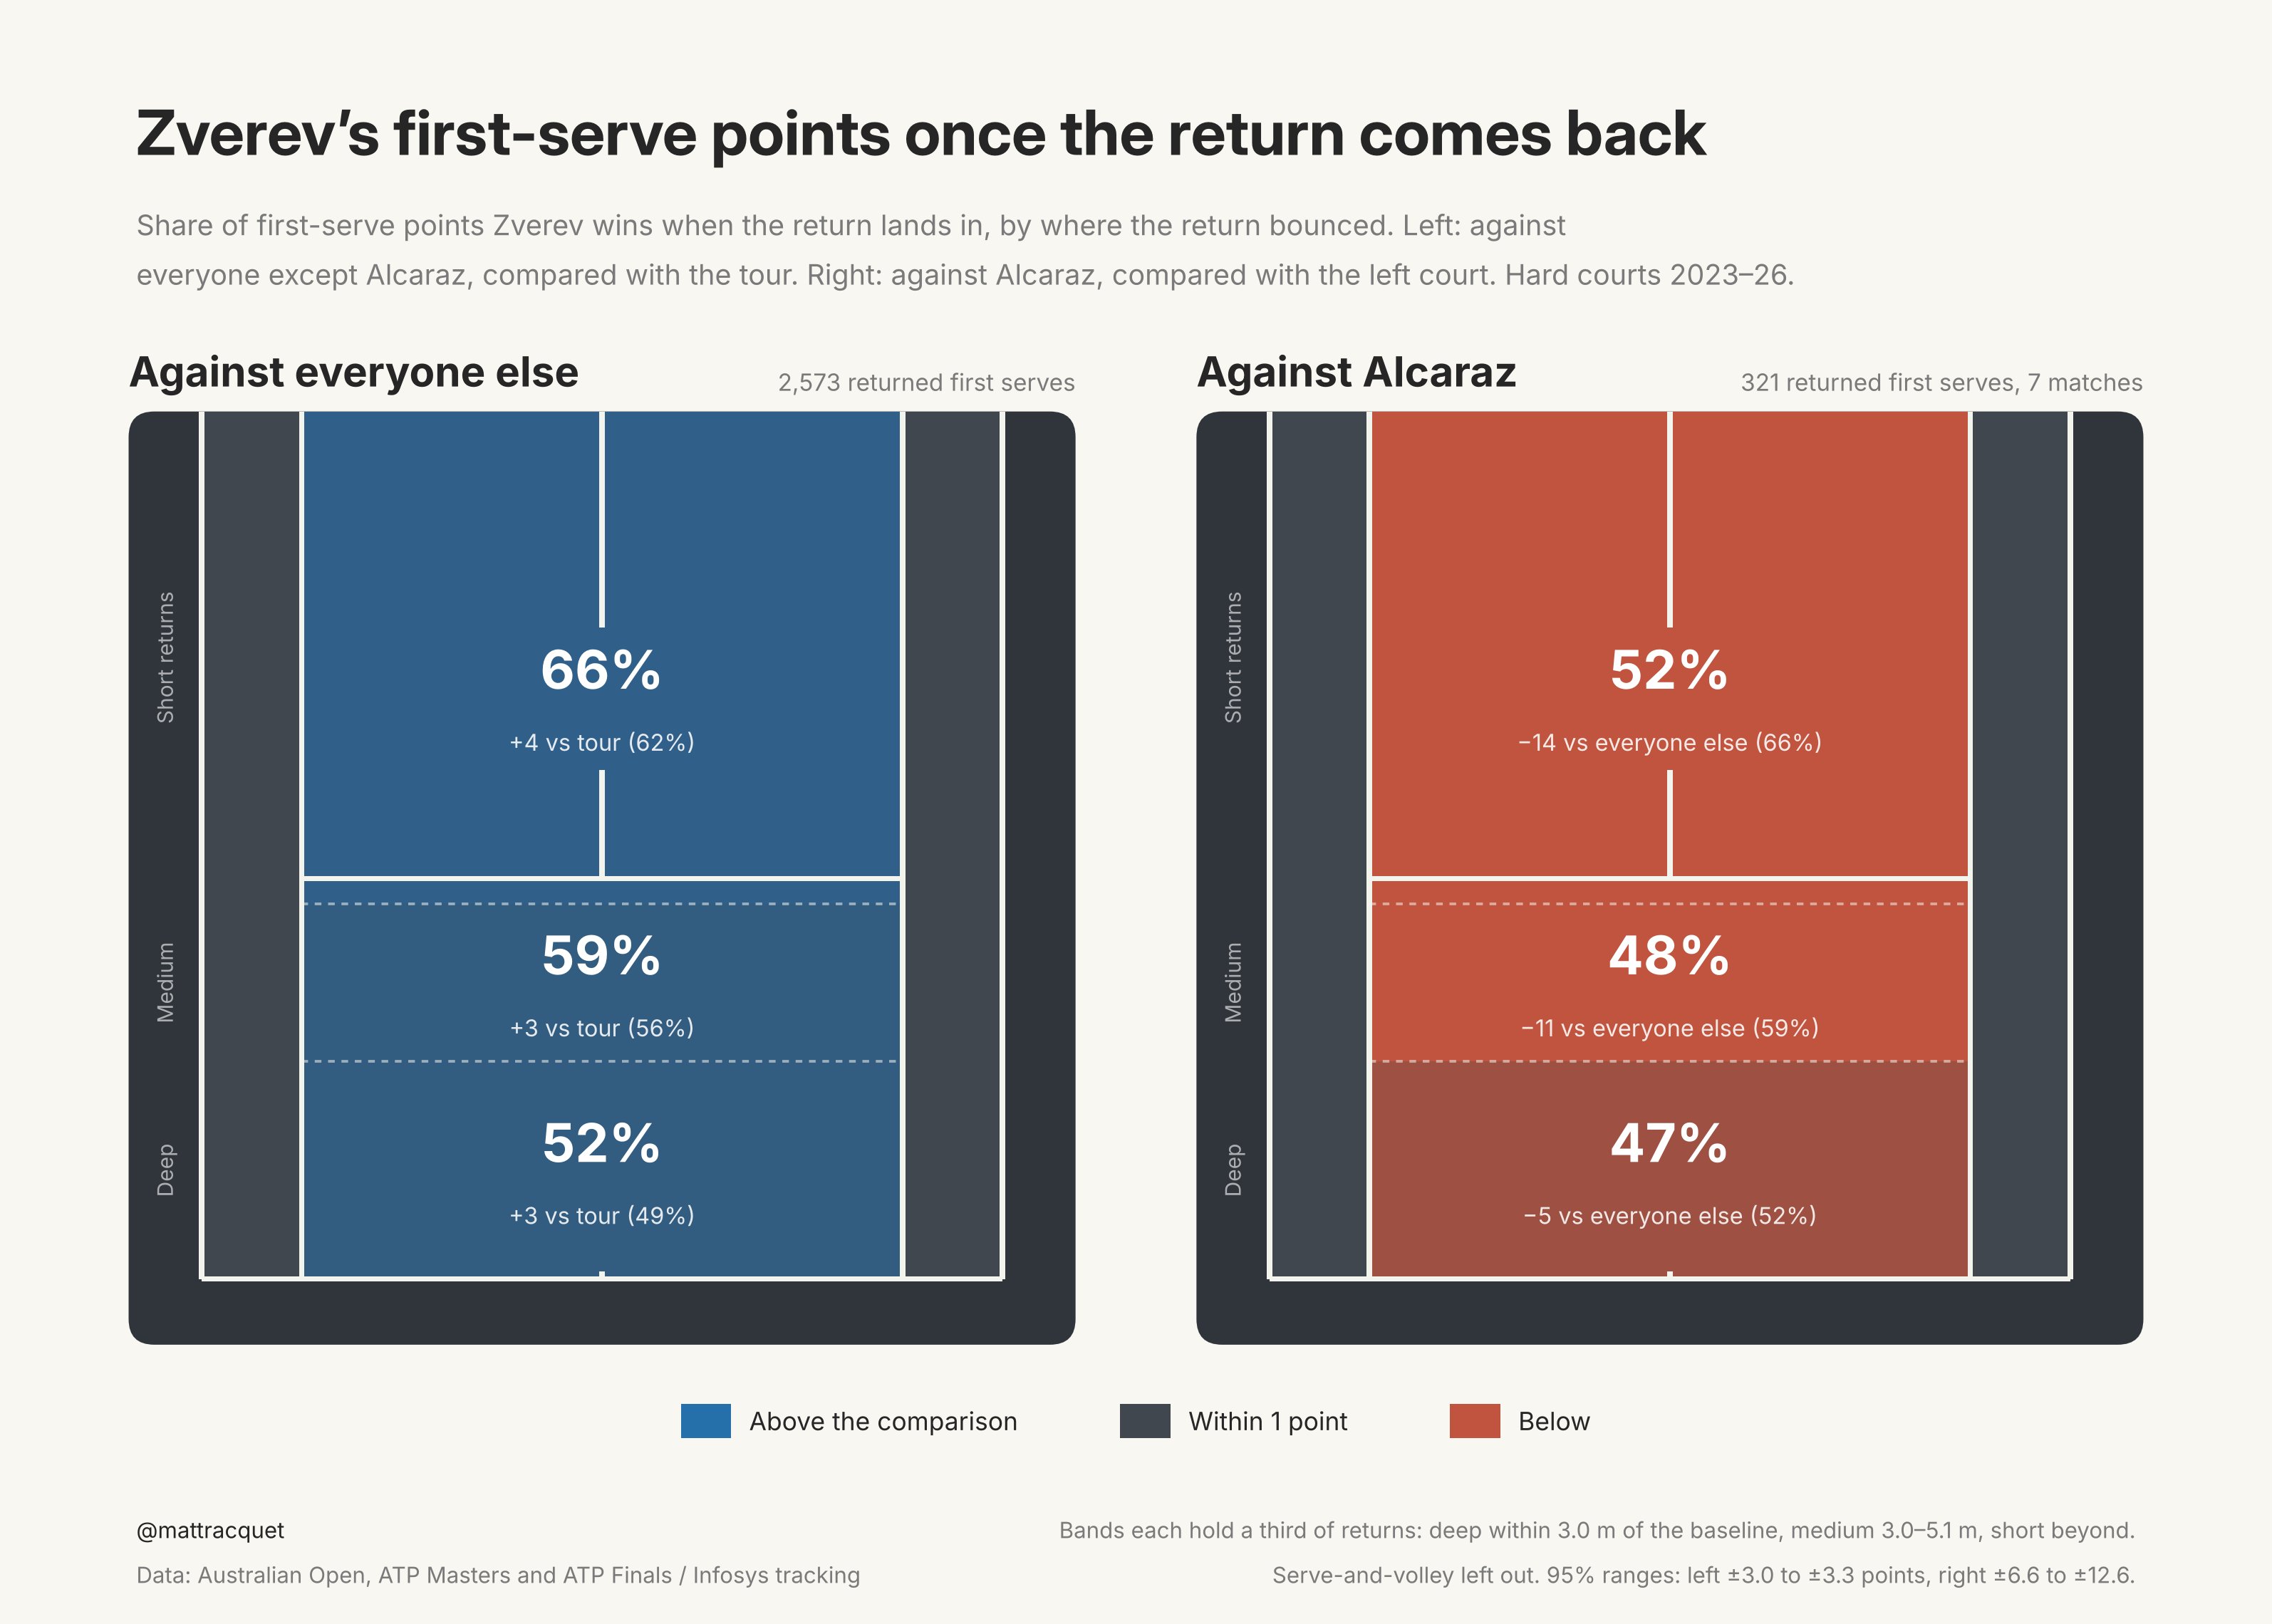 Zverev’s first-serve points once the return comes back
Share of first-serve points Zverev wins when the return lands in, by where the return bounced. Left: against
everyone except Alcaraz, compared with the tour. Right: against Alcaraz, compared with the left court. Hard courts 2023–26.
Against everyone else
2,573 returned first serves
Short returns
66%
+4 vs tour (62%)
Medium
59%
+3 vs tour (56%)
Deep
52%
+3 vs tour (49%)
Against Alcaraz
321 returned first serves, 7 matches
Short returns
52%
−14 vs everyone else (66%)
Medium
48%
−11 vs everyone else (59%)
Deep
47%
−5 vs everyone else (52%)
Above the comparison
Within 1 point
Below
@mattracquet
Data: Australian Open, ATP Masters and ATP Finals / Infosys tracking
Bands each hold a third of returns: deep within 3.0 m of the baseline, medium 3.0–5.1 m, short beyond.
Serve-and-volley left out. 95% ranges: left ±3.0 to ±3.3 points, right ±6.6 to ±12.6.